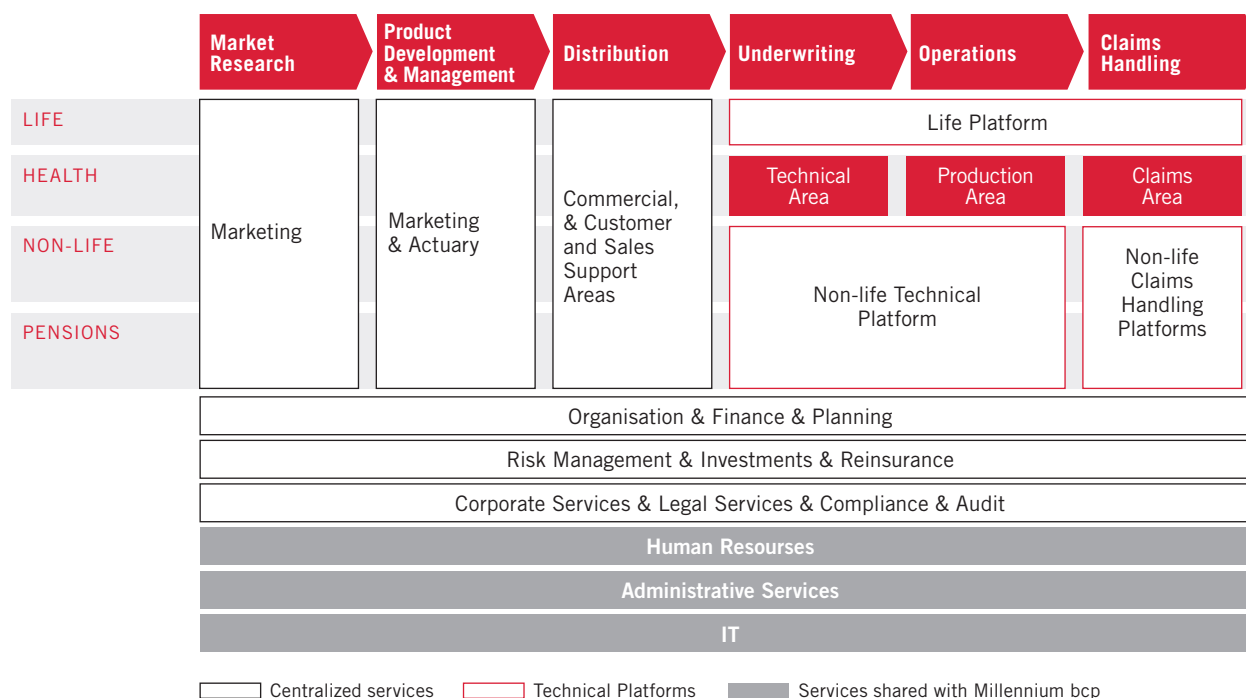 Market
Research
Product
Development
& Management
Distribution
Underwriting
Operations
Claims
Handling
LIFE
HEALTH
NON-LIFE
PENSIONS
Marketing
Marketing
& Actuary
Commercial,
& Customer
and Sales
Support
Areas
Life Platform
Technical
Area
Production
Area
Claims
Area
Non-life Technical
Platform
Non-life
Claims
Handling
Platforms
Organisation & Finance & Planning
Risk Management & Investments & Reinsurance
Corporate Services & Legal Services & Compliance & Audit
Human Resourses
Administrative Services
IT
Centralized services
Technical Platforms
Services shared with Millennium bcp